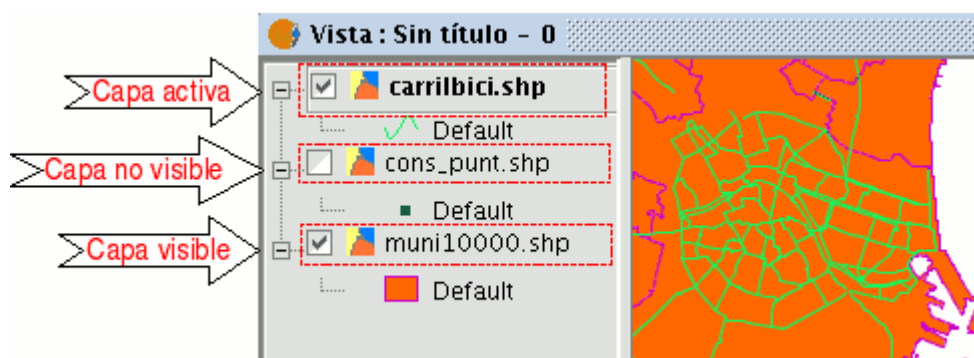 Vista : Sin título - 0
Capa activa
carrilbici.shp
Default
Capa no visible
cons_punt.shp
Default
Capa visible
muni10000.shp
Default